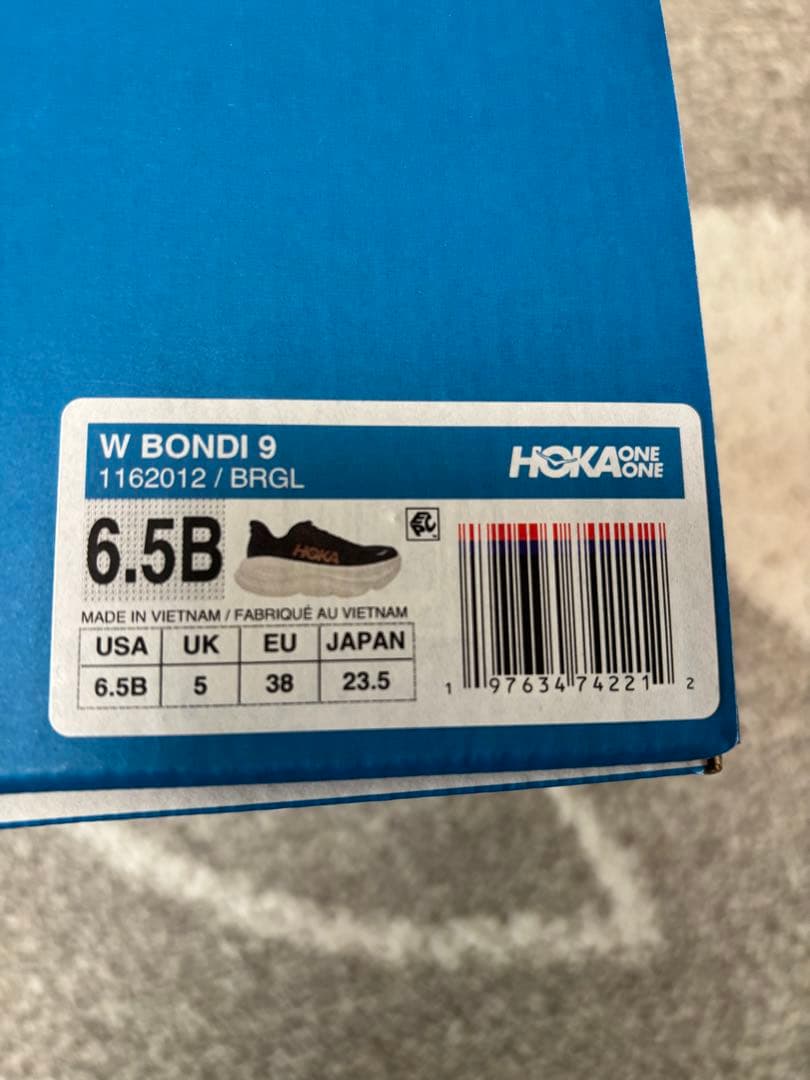 W BONDI 9
1162012 / BRGL
HOKA ONE ONE
6.5B
HOKA
MADE IN VIETNAM / FABRIQUÉ AU VIETNAM
USA UK EU JAPAN
6.5B 5 38 23.5
1 97634 74221 2